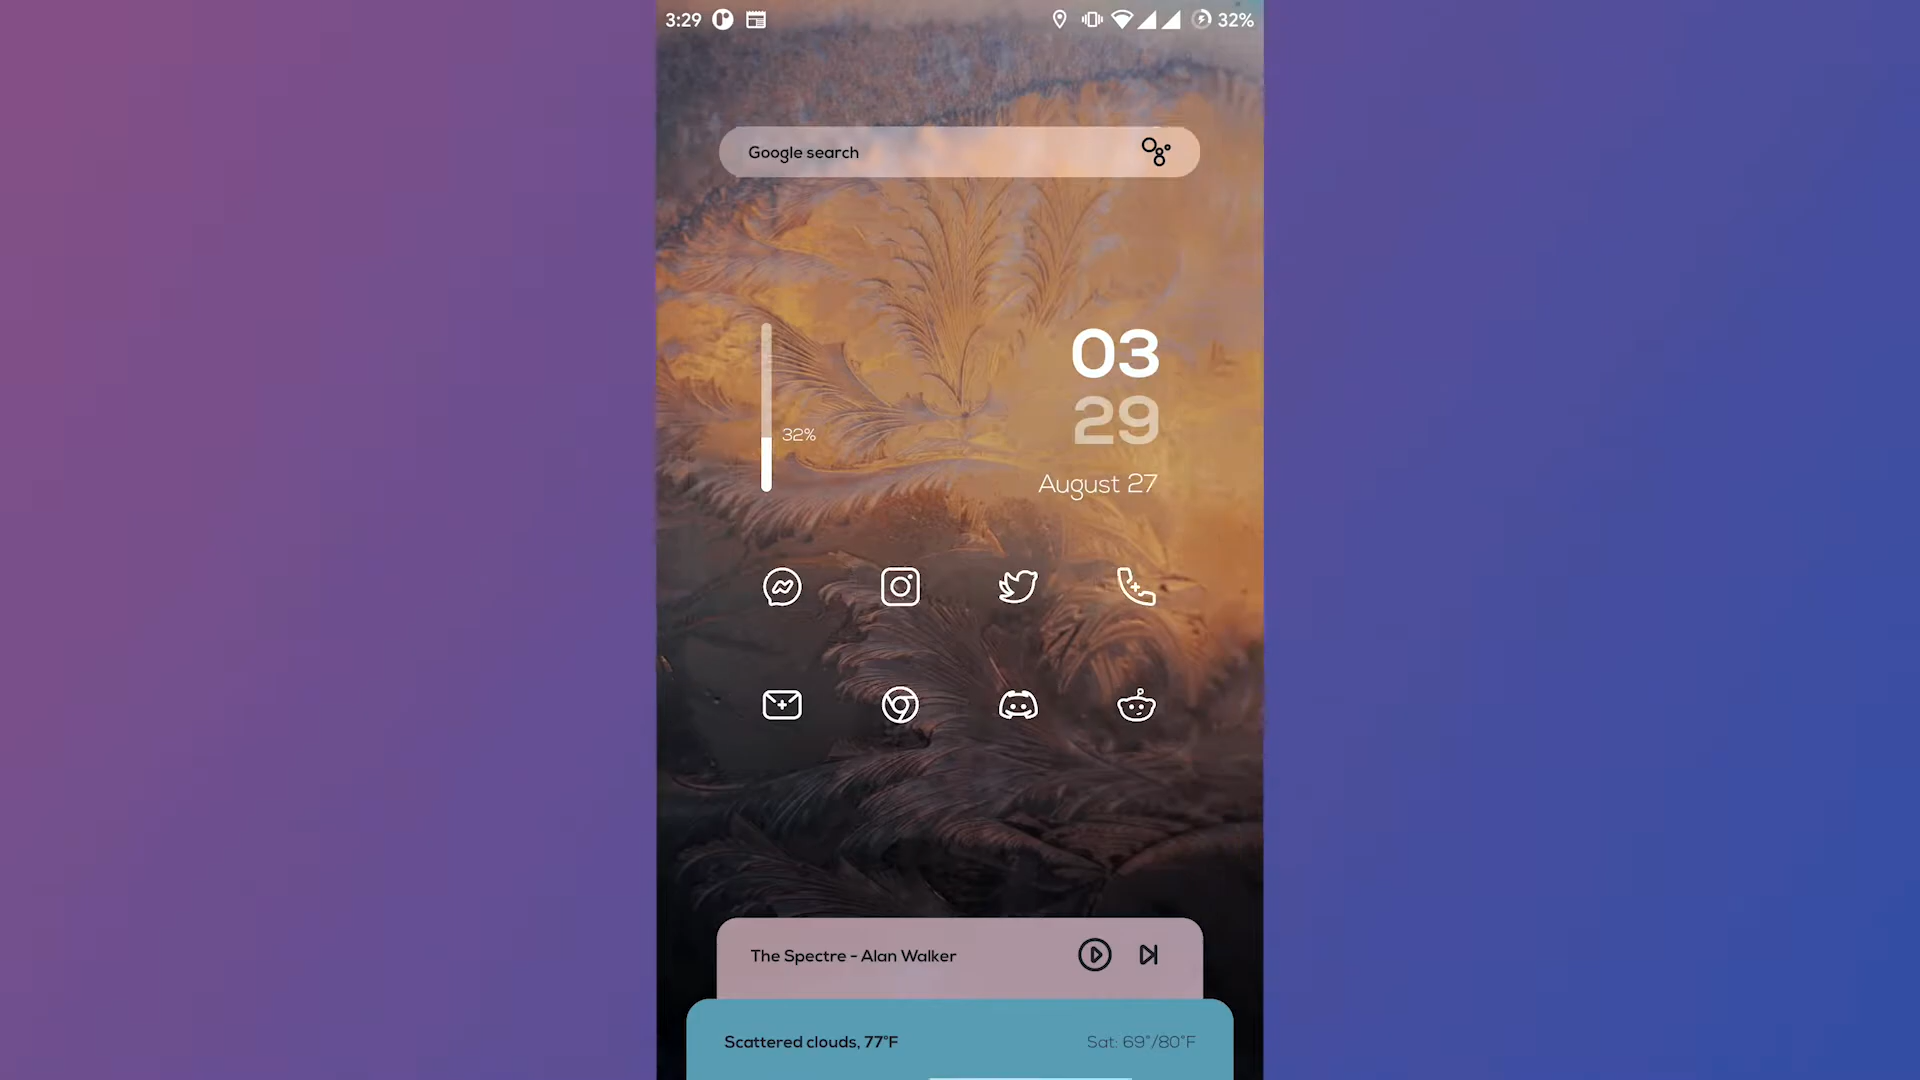 3:29
32%
Google search
03
29
32%
August 27
The Spectre - Alan Walker
Scattered clouds, 77°F
Sat: 69°/80°F